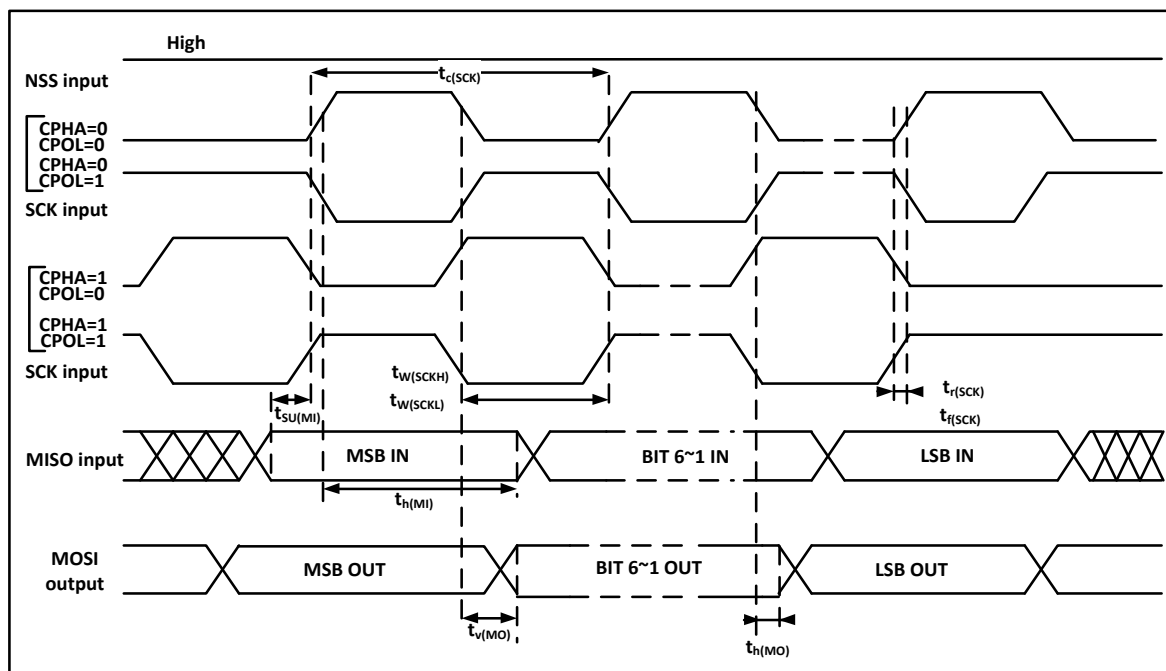 High
NSS input
tc(SCK)
CPHA=0
CPOL=0
CPHA=0
CPOL=1
SCK input
CPHA=1
CPOL=0
CPHA=1
CPOL=1
SCK input
tW(SCKH)
tW(SCKL)
tr(SCK)
tf(SCK)
tSU(MI)
MISO input
MSB IN
BIT 6~1 IN
LSB IN
th(MI)
MOSI
output
MSB OUT
BIT 6~1 OUT
LSB OUT
tv(MO)
th(MO)